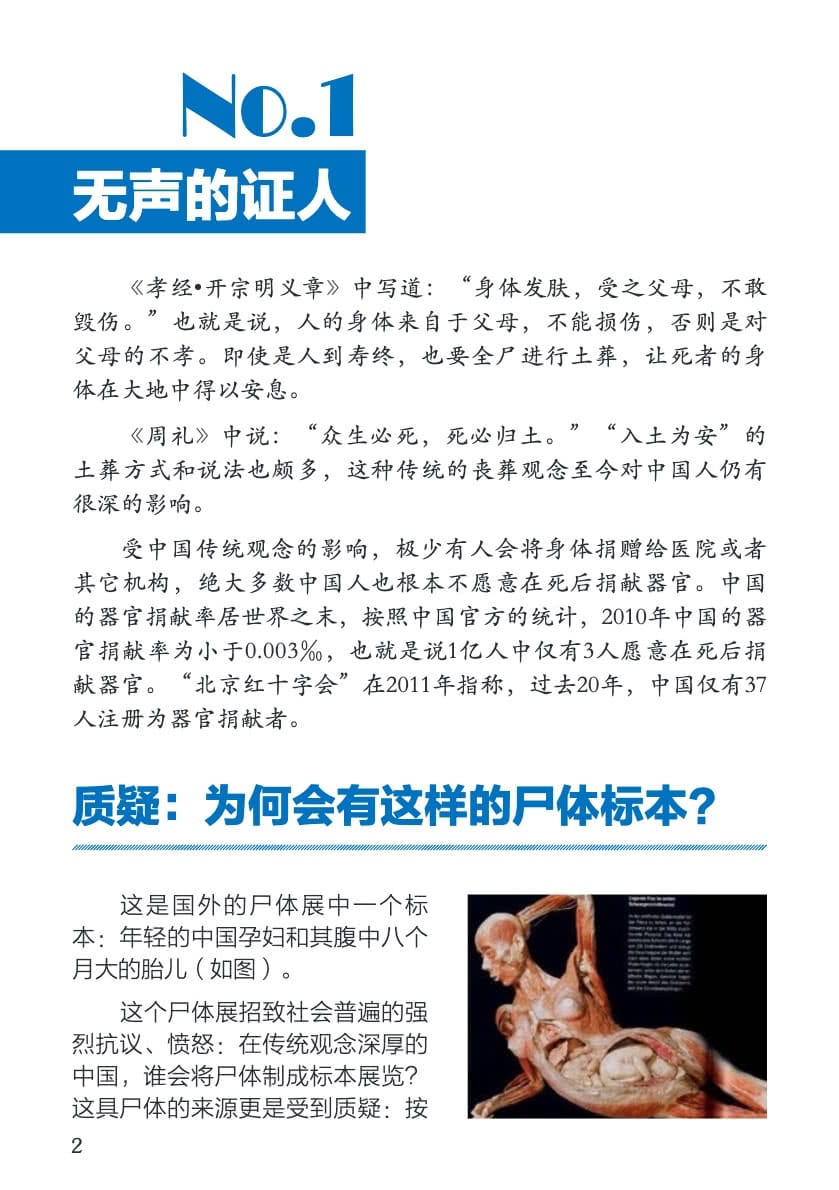 No.1
无声的证人
《孝经•开宗明义章》中写道：“身体发肤，受之父母，不敢
毁伤。”也就是说，人的身体来自于父母，不能损伤，否则是对
父母的不孝。即使是人到寿终，也要全尸进行土葬，让死者的身
体在大地中得以安息。
《周礼》中说：“众生必死，死必归土。”“入土为安”的
土葬方式和说法也颇多，这种传统的丧葬观念至今对中国人仍有
很深的影响。
受中国传统观念的影响，极少有人会将身体捐赠给医院或者
其它机构，绝大多数中国人也根本不愿意在死后捐献器官。中国
的器官捐献率居世界之末，按照中国官方的统计，2010年中国的器
官捐献率为小于0.003‰，也就是说1亿人中仅有3人愿意在死后捐
献器官。“北京红十字会”在2011年指称，过去20年，中国仅有37
人注册为器官捐献者。
质疑：为何会有这样的尸体标本？
这是国外的尸体展中一个标
本：年轻的中国孕妇和其腹中八个
月大的胎儿（如图）。
这个尸体展招致社会普遍的强
烈抗议、愤怒：在传统观念深厚的
中国，谁会将尸体制成标本展览？
这具尸体的来源更是受到质疑：按
2